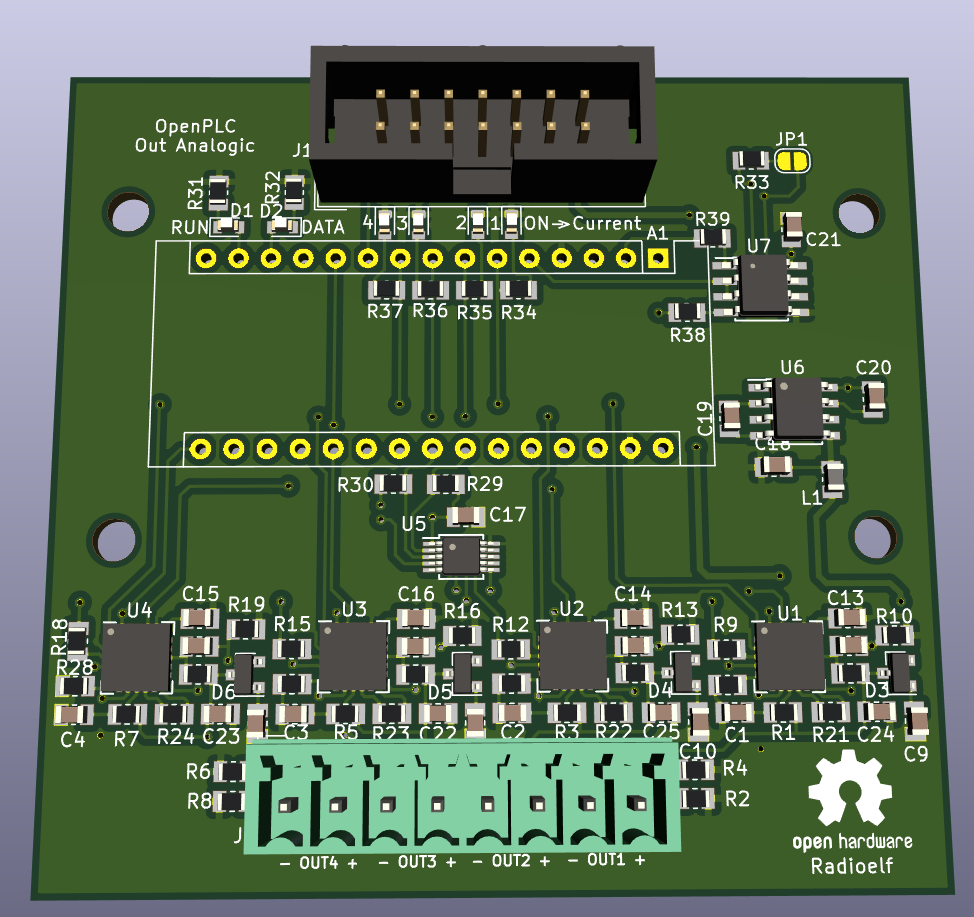 OpenPLC
Out Analogic
J1
JP1
R33
R31
R32
D1
D2
RUN
DATA
4
3
2
1
ON->Current
A1
R39
U7
C21
R37
R36
R35
R34
R38
U6
C20
C19
C18
L1
R30
R29
U5
C17
U4
C15
R19
R15
U3
C16
R16
R12
U2
C14
R13
R9
U1
C13
R10
R18
R28
D6
D5
D4
D3
C4
R7
R24
C23
C3
R5
R23
C22
C2
R3
R22
C25
C10
C1
R1
R21
C24
C9
R6
R8
R4
R2
J
- OUT4 + - OUT3 + - OUT2 + - OUT1 +
open hardware
Radioelf